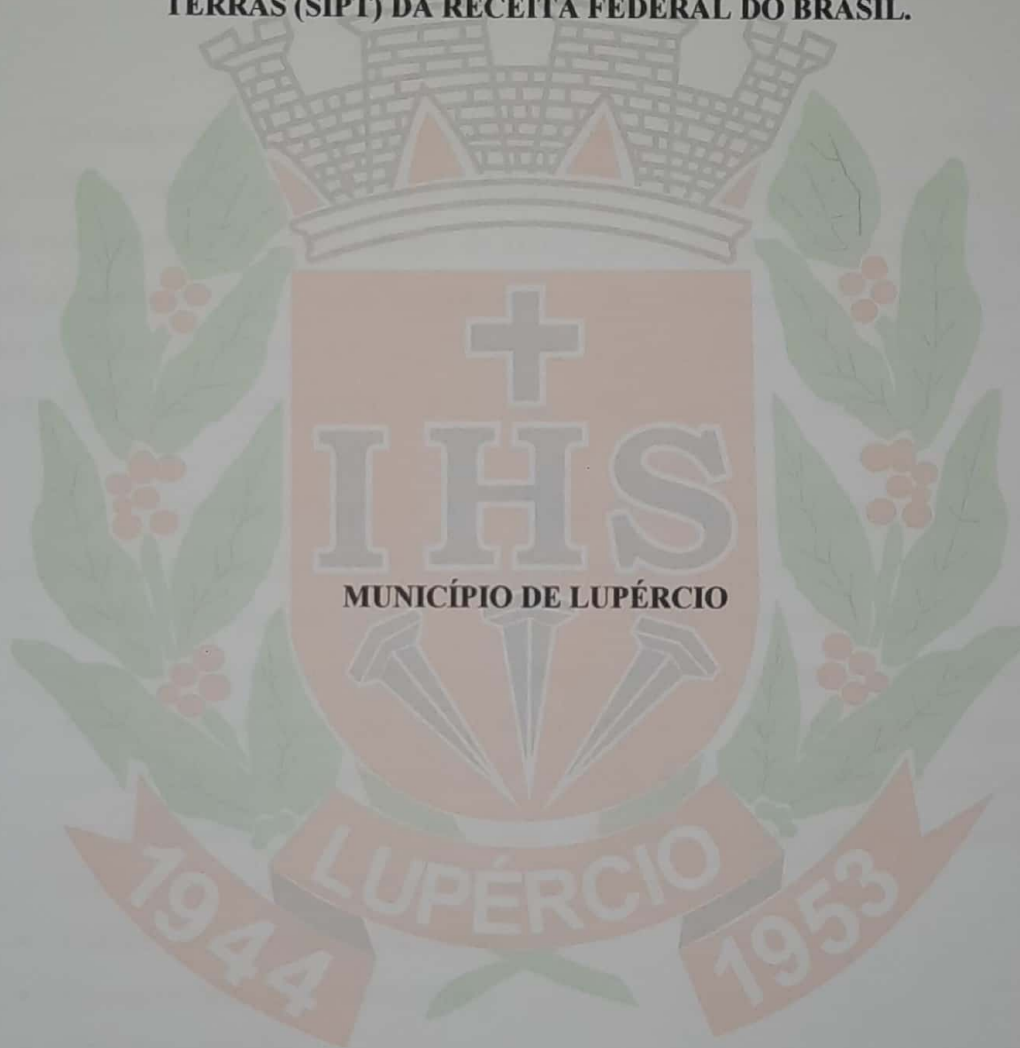 TERRAS (SIPT) DA RECEITA FEDERAL DO BRASIL.
IHS
MUNICÍPIO DE LUPÉRCIO
1944
LUPÉRCIO
1953